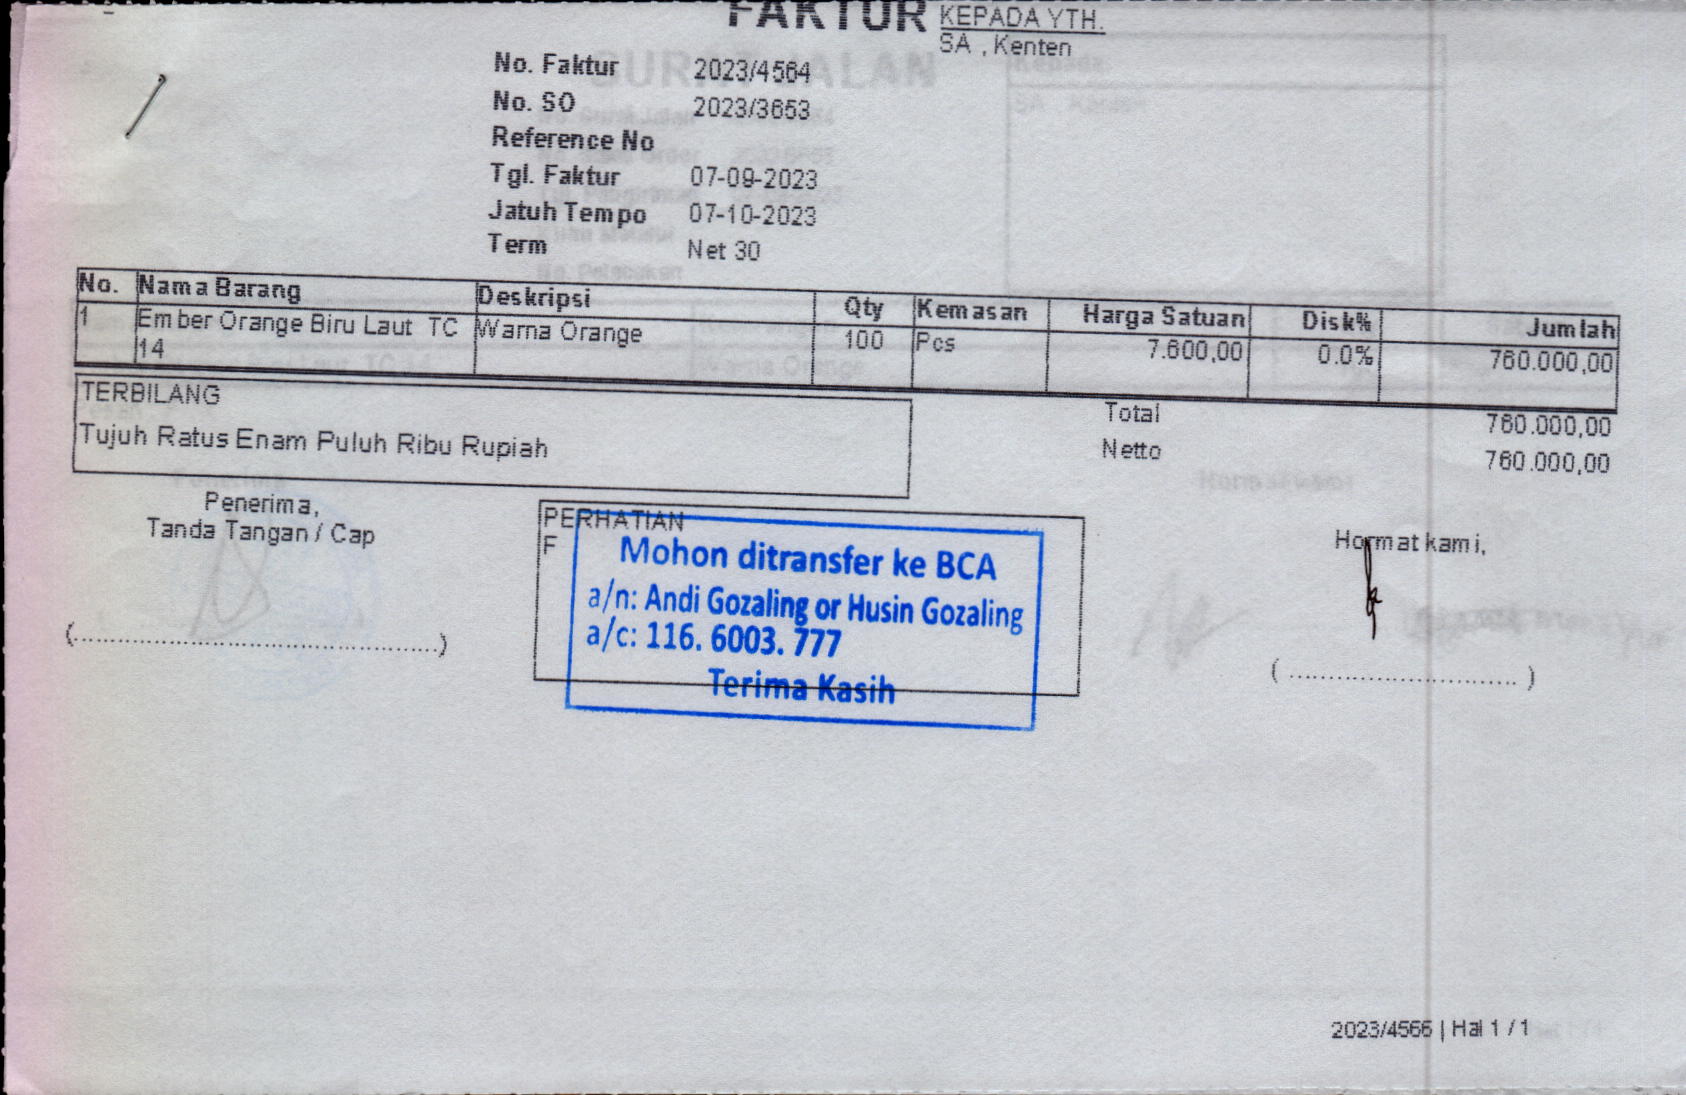 FAKTUR
KEPADA YTH.
SA , Kenten
No. Faktur 2023/4564
No. SO 2023/3653
Reference No
Tgl. Faktur 07-09-2023
Jatuh Tempo 07-10-2023
Term Net 30
No. Nama Barang Deskripsi Qty Kemasan Harga Satuan Disk% Jumlah
1 Ember Orange Biru Laut TC Warna Orange 100 Pcs 7.600,00 0.0% 760.000,00
14
TERBILANG
Tujuh Ratus Enam Puluh Ribu Rupiah
Total 760.000,00
Netto 760.000,00
Penerima,
Tanda Tangan / Cap
(..........................................)
PERHATIAN
F
Mohon ditransfer ke BCA
a/n: Andi Gozaling or Husin Gozaling
a/c: 116. 6003. 777
Terima Kasih
Hormat kami,
( ............................ )
2023/4566 | Hal 1 / 1